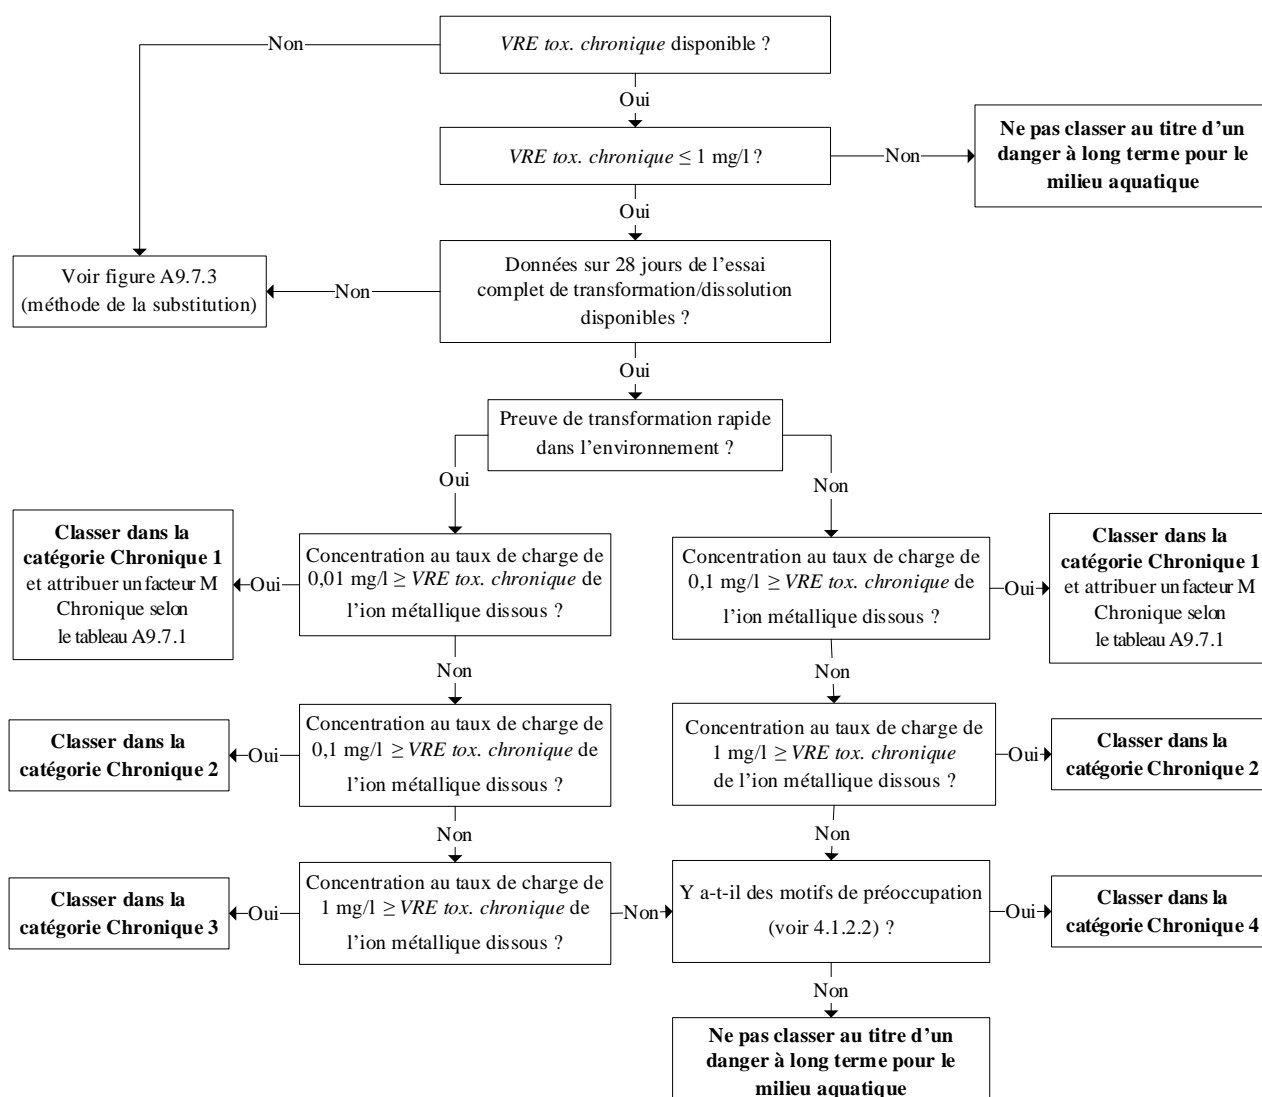 Non
VRE tox. chronique disponible ?
Oui
VRE tox. chronique ≤ 1 mg/l ?
Non
Ne pas classer au titre d’un
danger à long terme pour le
milieu aquatique
Oui
Voir figure A9.7.3
(méthode de la substitution)
Non
Données sur 28 jours de l’essai
complet de transformation/dissolution
disponibles ?
Oui
Preuve de transformation rapide
dans l’environnement ?
Oui
Non
Classer dans la
catégorie Chronique 1
et attribuer un facteur M
Chronique selon
le tableau A9.7.1
Oui
Concentration au taux de charge de
0,01 mg/l ≥ VRE tox. chronique de
l’ion métallique dissous ?
Concentration au taux de charge de
0,1 mg/l ≥ VRE tox. chronique de
l’ion métallique dissous ?
Oui
Classer dans la
catégorie Chronique 1
et attribuer un facteur M
Chronique selon
le tableau A9.7.1
Non
Non
Classer dans la
catégorie Chronique 2
Oui
Concentration au taux de charge de
0,1 mg/l ≥ VRE tox. chronique de
l’ion métallique dissous ?
Concentration au taux de charge de
1 mg/l ≥ VRE tox. chronique
de l’ion métallique dissous ?
Oui
Classer dans la
catégorie Chronique 2
Non
Non
Classer dans la
catégorie Chronique 3
Oui
Concentration au taux de charge de
1 mg/l ≥ VRE tox. chronique de
l’ion métallique dissous ?
Non
Y a-t-il des motifs de préoccupation
(voir 4.1.2.2) ?
Oui
Classer dans la
catégorie Chronique 4
Non
Ne pas classer au titre d’un
danger à long terme pour le
milieu aquatique